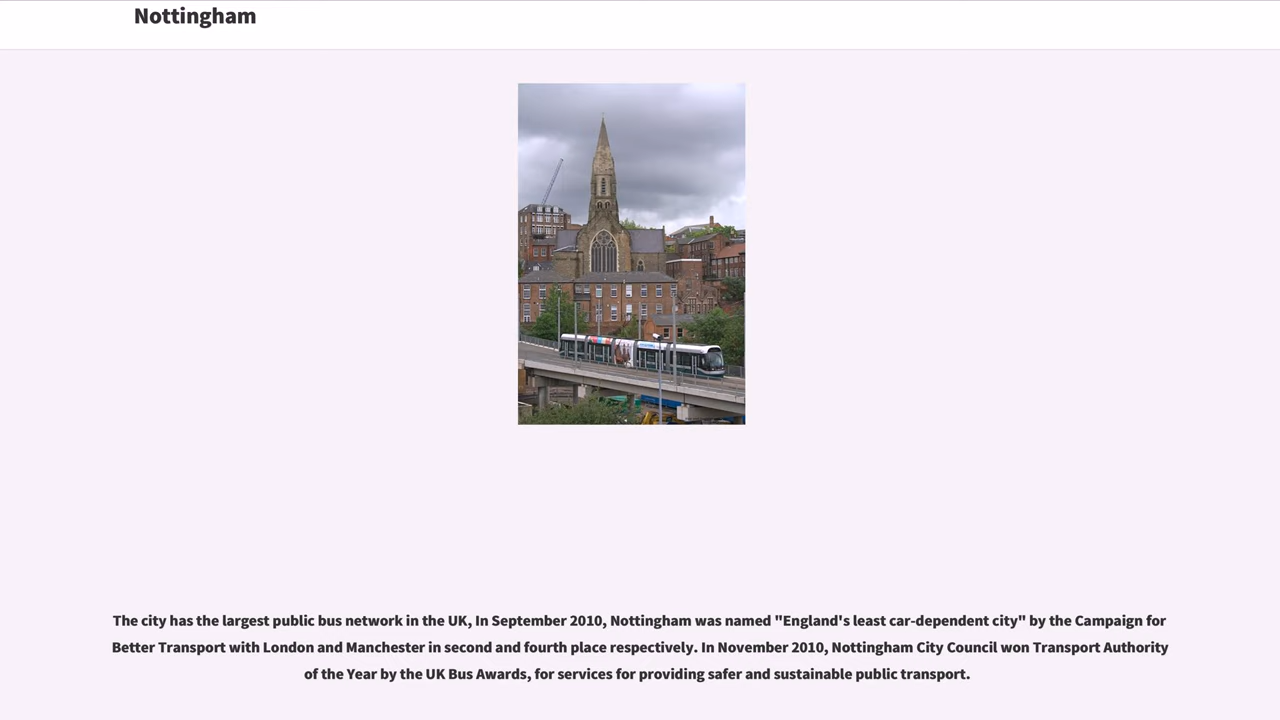 Nottingham
The city has the largest public bus network in the UK, In September 2010, Nottingham was named "England's least car-dependent city" by the Campaign for
Better Transport with London and Manchester in second and fourth place respectively. In November 2010, Nottingham City Council won Transport Authority
of the Year by the UK Bus Awards, for services for providing safer and sustainable public transport.